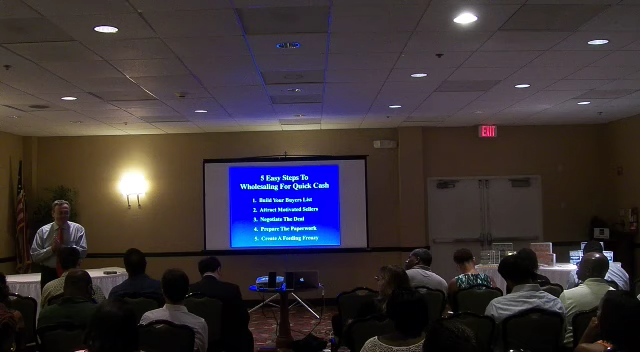 5 Easy Steps To
Wholesaling For Quick Cash
1. Build Your Buyers List
2. Attract Motivated Sellers
3. Negotiate The Deal
4. Prepare The Paperwork
5. Create A Feeding Frenzy
EXIT